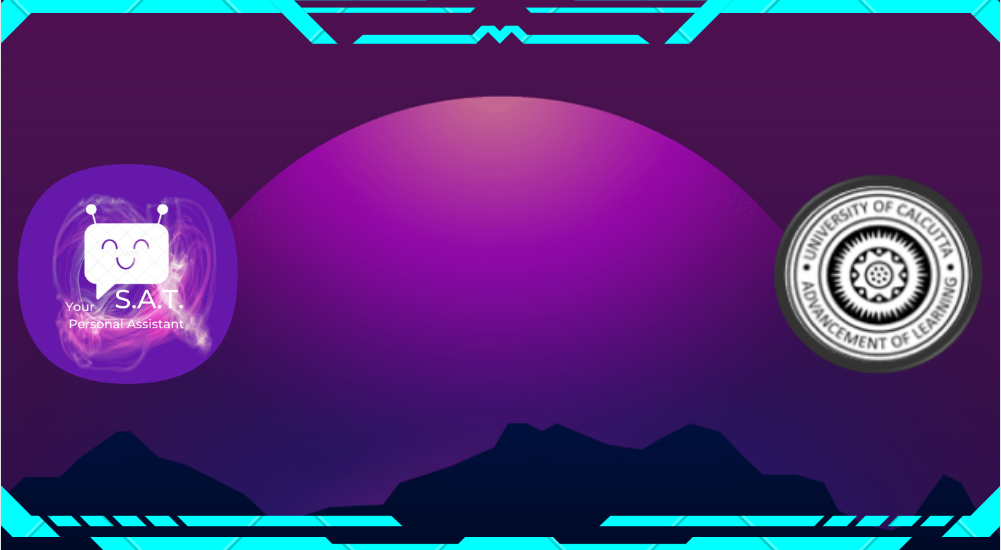 Your S.A.T.
Personal Assistant
UNIVERSITY OF CALCUTTA
ADVANCEMENT OF LEARNING